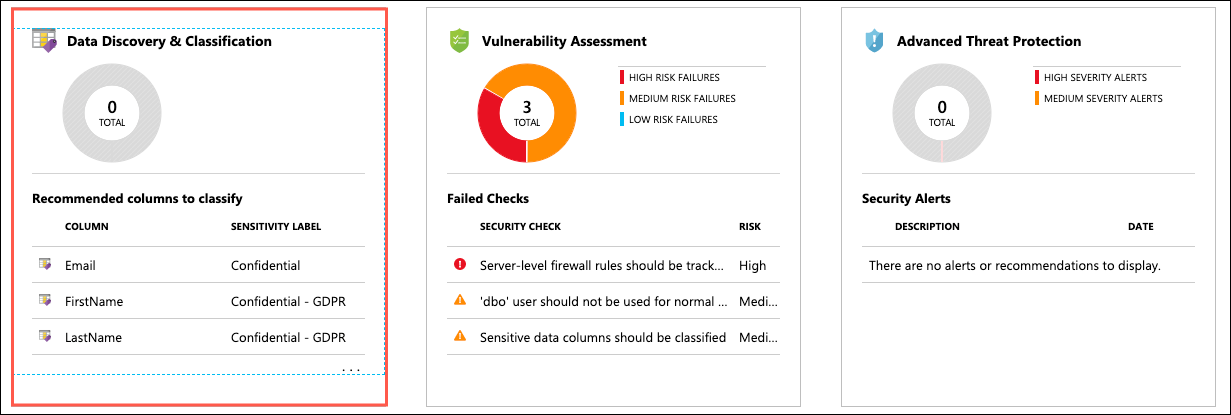 Data Discovery & Classification
0
TOTAL
Recommended columns to classify
COLUMN SENSITIVITY LABEL
Email Confidential
FirstName Confidential - GDPR
LastName Confidential - GDPR
...
Vulnerability Assessment
3
TOTAL
HIGH RISK FAILURES
MEDIUM RISK FAILURES
LOW RISK FAILURES
Failed Checks
SECURITY CHECK RISK
Server-level firewall rules should be track... High
'dbo' user should not be used for normal ... Medi...
Sensitive data columns should be classified Medi...
Advanced Threat Protection
0
TOTAL
HIGH SEVERITY ALERTS
MEDIUM SEVERITY ALERTS
Security Alerts
DESCRIPTION DATE
There are no alerts or recommendations to display.